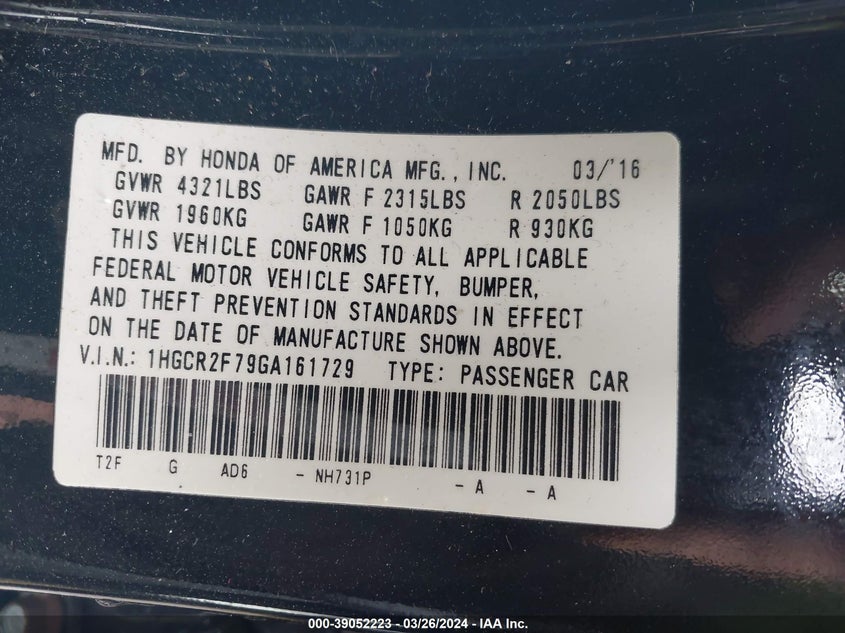 MFD. BY HONDA OF AMERICA MFG., INC. 03/'16
GVWR 4321LBS GAWR F 2315LBS R 2050LBS
GVWR 1960KG GAWR F 1050KG R 930KG
THIS VEHICLE CONFORMS TO ALL APPLICABLE
FEDERAL MOTOR VEHICLE SAFETY, BUMPER,
AND THEFT PREVENTION STANDARDS IN EFFECT
ON THE DATE OF MANUFACTURE SHOWN ABOVE.
V.I.N.: 1HGCR2F79GA161729 TYPE: PASSENGER CAR
T2F G AD6 - NH731P - A - A
000-39052223 - 03/26/2024 - IAA Inc.